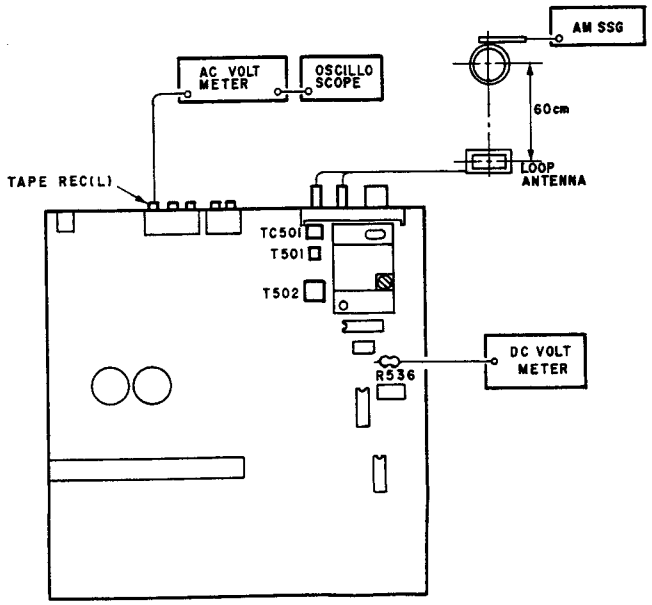 AM SSG
AC VOLT
METER
OSCILLO
SCOPE
60cm
LOOP
ANTENNA
TAPE REC(L)
TC501
T501
T502
R536
DC VOLT
METER